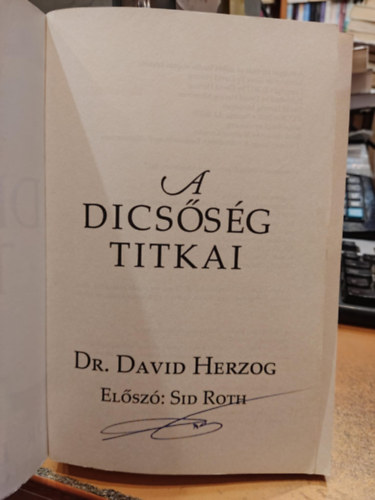 A
DICSŐSÉG
TITKAI
DR. DAVID HERZOG
ELŐSZÓ: SID ROTH